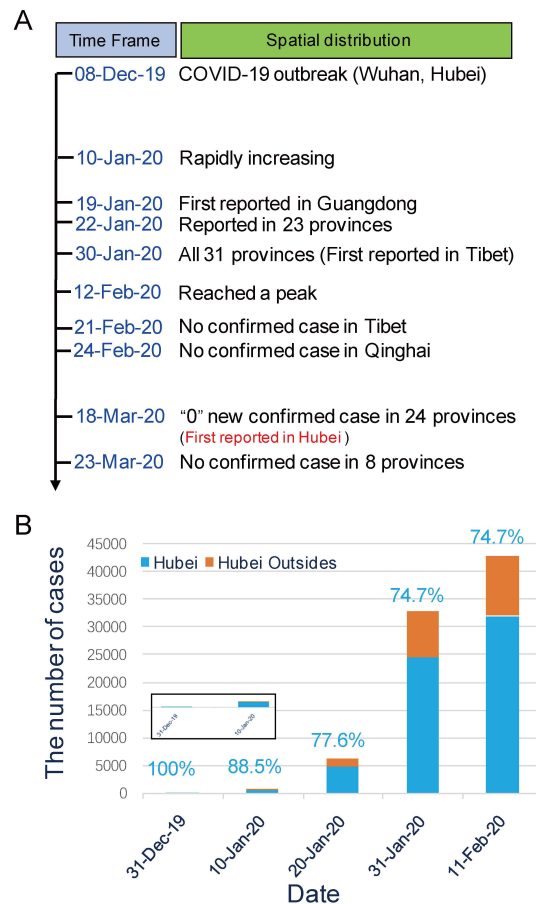 A
Time Frame Spatial distribution
08-Dec-19 COVID-19 outbreak (Wuhan, Hubei)
10-Jan-20 Rapidly increasing
19-Jan-20 First reported in Guangdong
22-Jan-20 Reported in 23 provinces
30-Jan-20 All 31 provinces (First reported in Tibet)
12-Feb-20 Reached a peak
21-Feb-20 No confirmed case in Tibet
24-Feb-20 No confirmed case in Qinghai
18-Mar-20 “0” new confirmed case in 24 provinces
(First reported in Hubei )
23-Mar-20 No confirmed case in 8 provinces
B
The number of cases
45000
40000
35000
30000
25000
20000
15000
10000
5000
0
Hubei Hubei Outsides
100%
88.5%
77.6%
74.7%
74.7%
31-Dec-19
10-Jan-20
31-Dec-19
10-Jan-20
20-Jan-20
31-Jan-20
11-Feb-20
Date